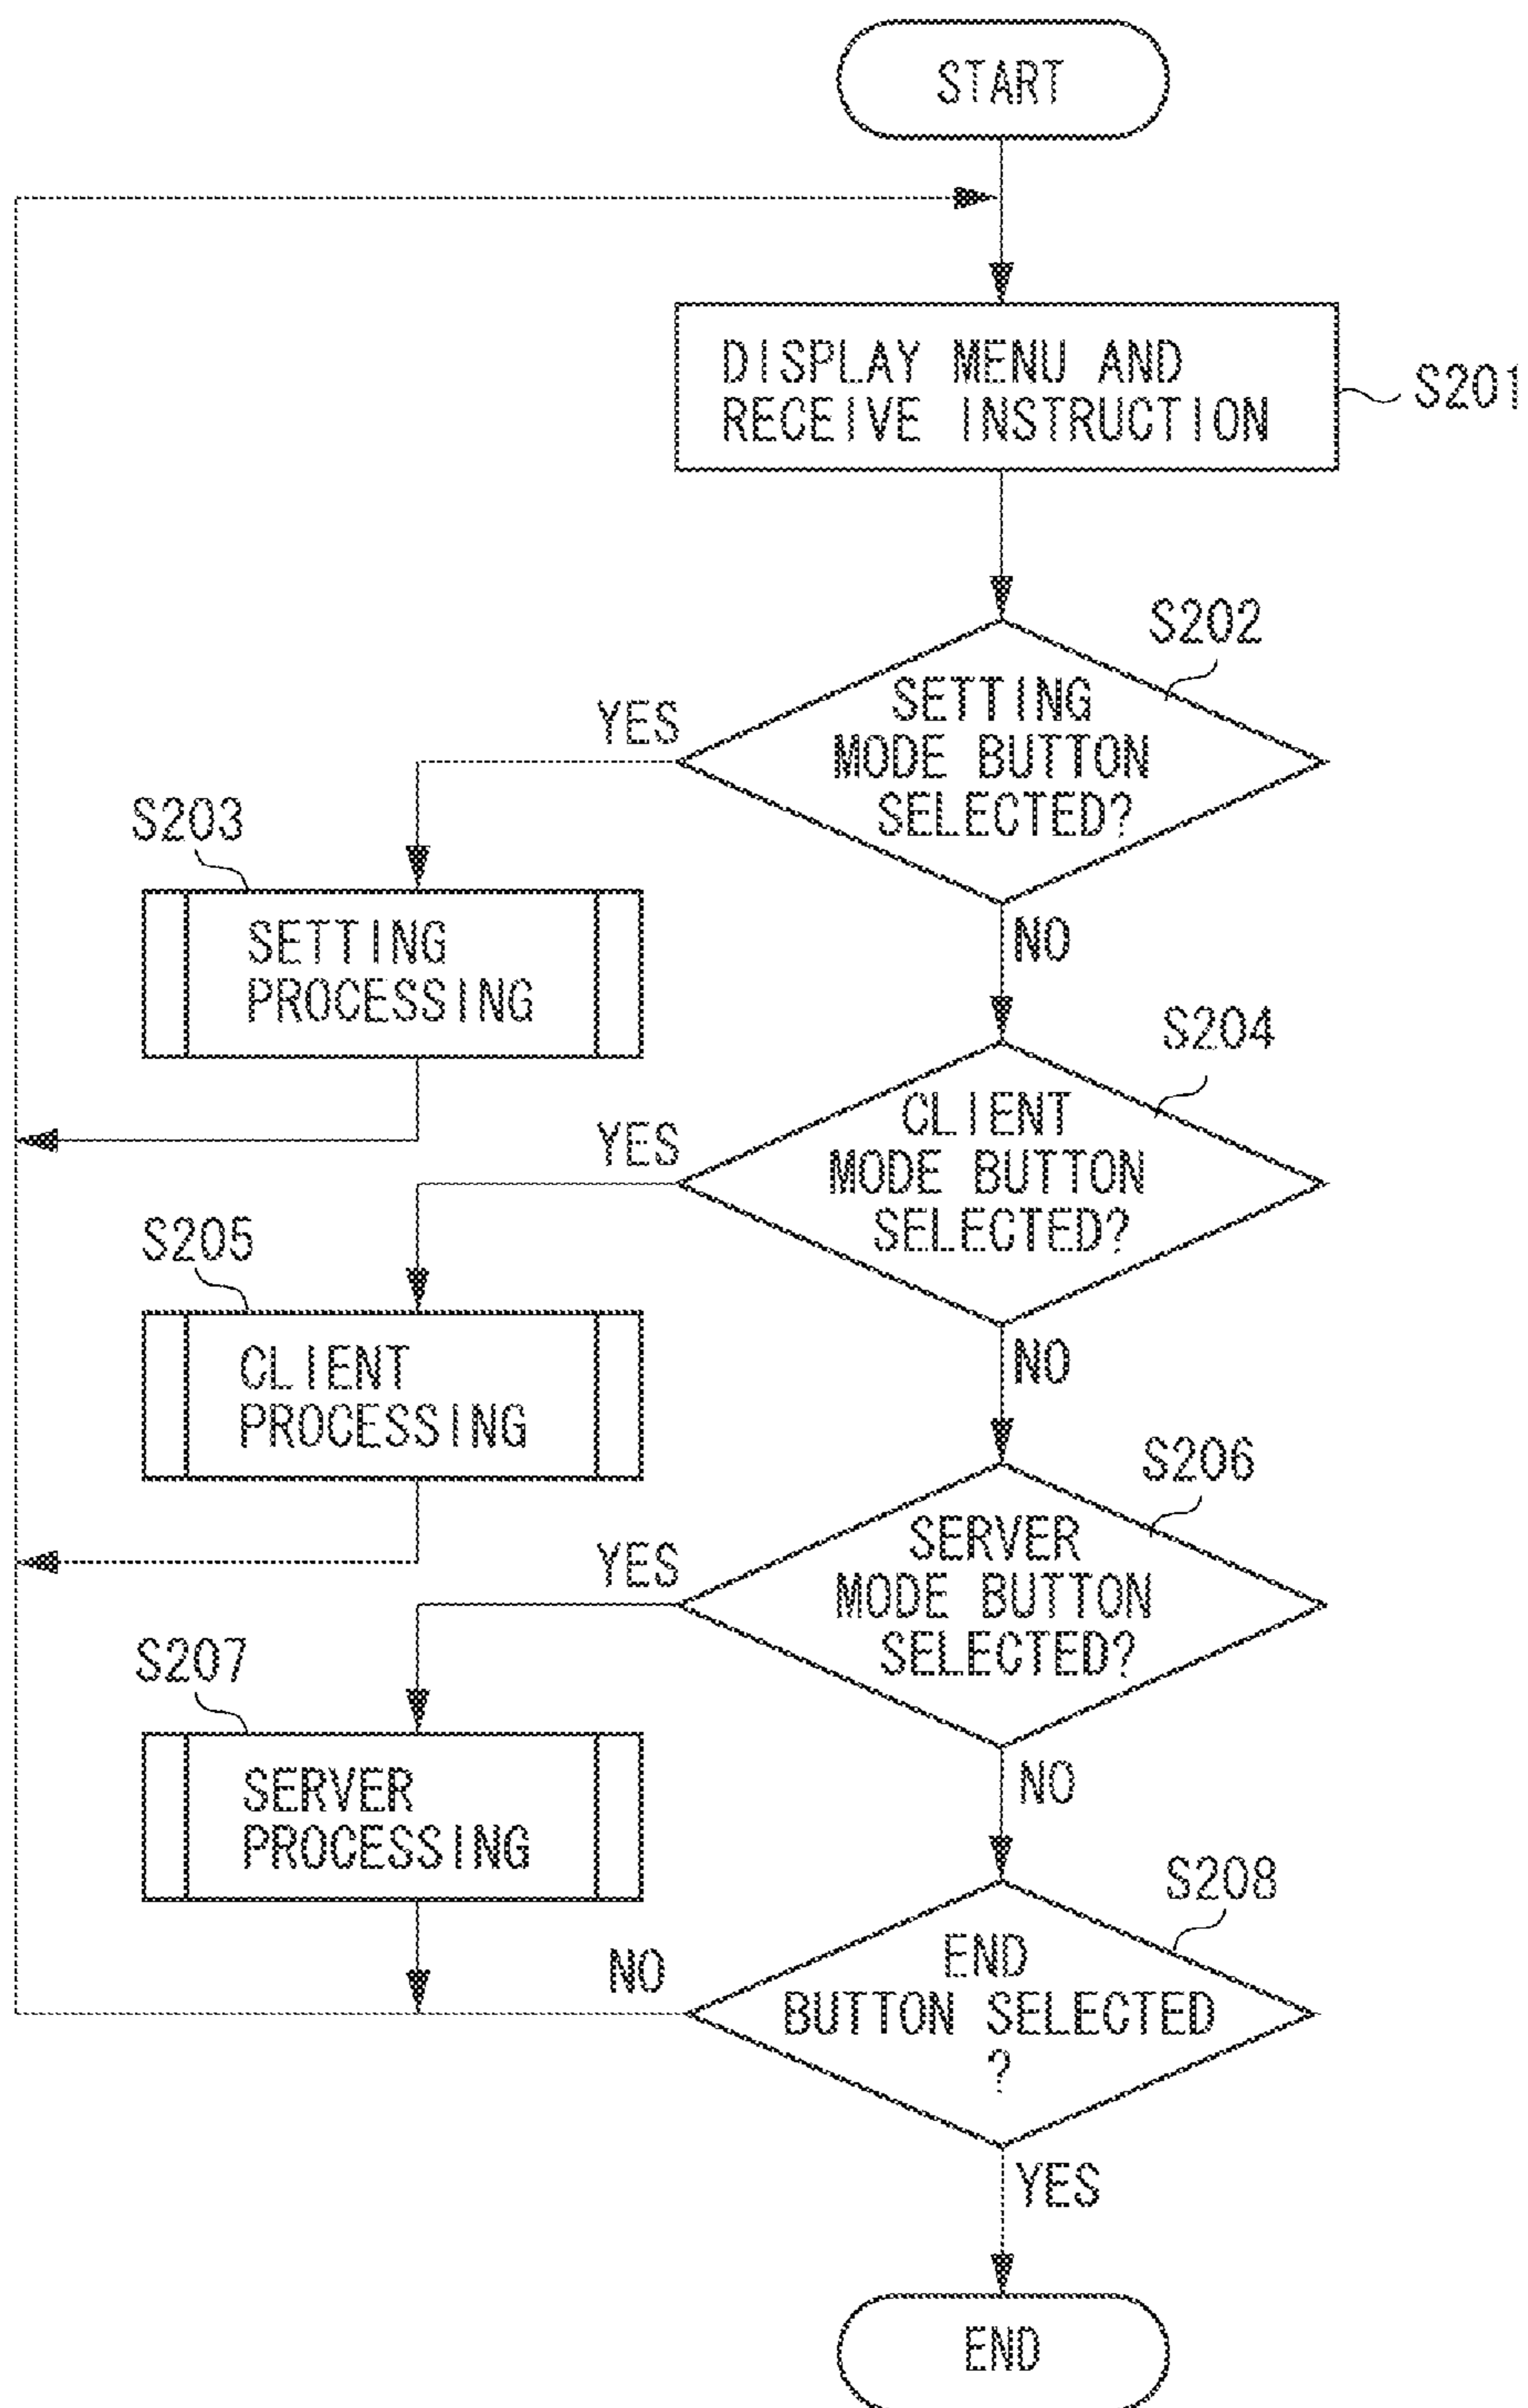 START
DISPLAY MENU AND
RECEIVE INSTRUCTION
S201
S202
SETTING
MODE BUTTON
SELECTED?
YES
NO
S203
SETTING
PROCESSING
S204
CLIENT
MODE BUTTON
SELECTED?
YES
NO
S205
CLIENT
PROCESSING
S206
SERVER
MODE BUTTON
SELECTED?
YES
NO
S207
SERVER
PROCESSING
S208
END
BUTTON SELECTED
?
NO
YES
END